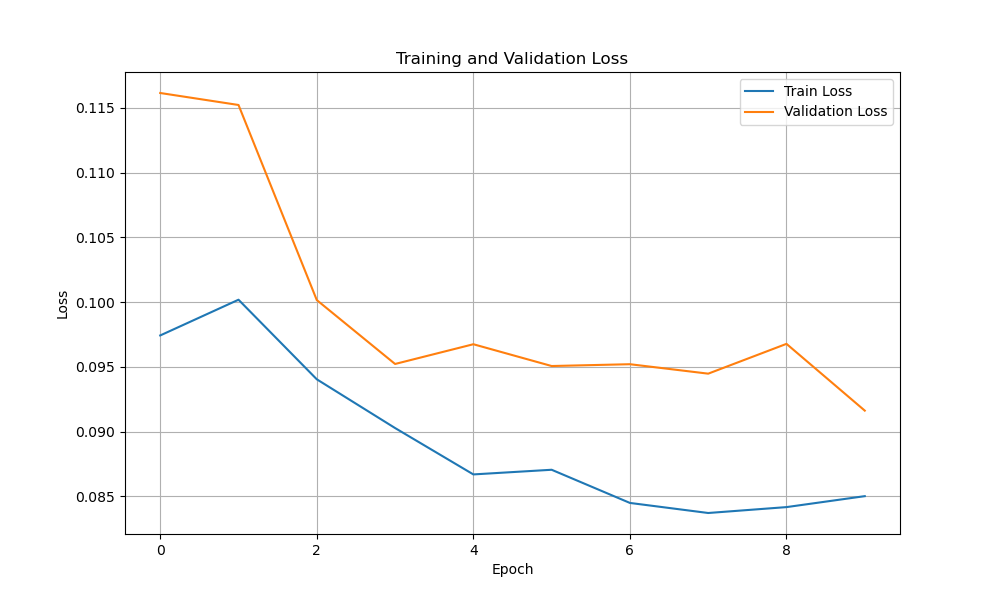 Training and Validation Loss
Train Loss
Validation Loss
0.115
0.110
0.105
0.100
0.095
0.090
0.085
Loss
0 2 4 6 8
Epoch